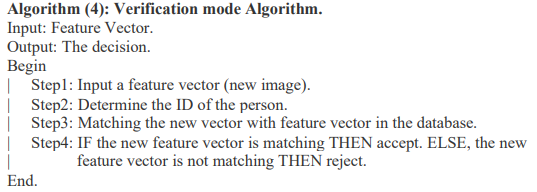 Algorithm (4): Verification mode Algorithm.
Input: Feature Vector.
Output: The decision.
Begin
| Step1: Input a feature vector (new image).
| Step2: Determine the ID of the person.
| Step3: Matching the new vector with feature vector in the database.
| Step4: IF the new feature vector is matching THEN accept. ELSE, the new
| feature vector is not matching THEN reject.
End.